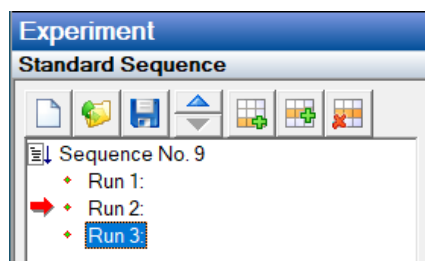 Experiment
Standard Sequence
Sequence No. 9
Run 1:
Run 2:
Run 3: